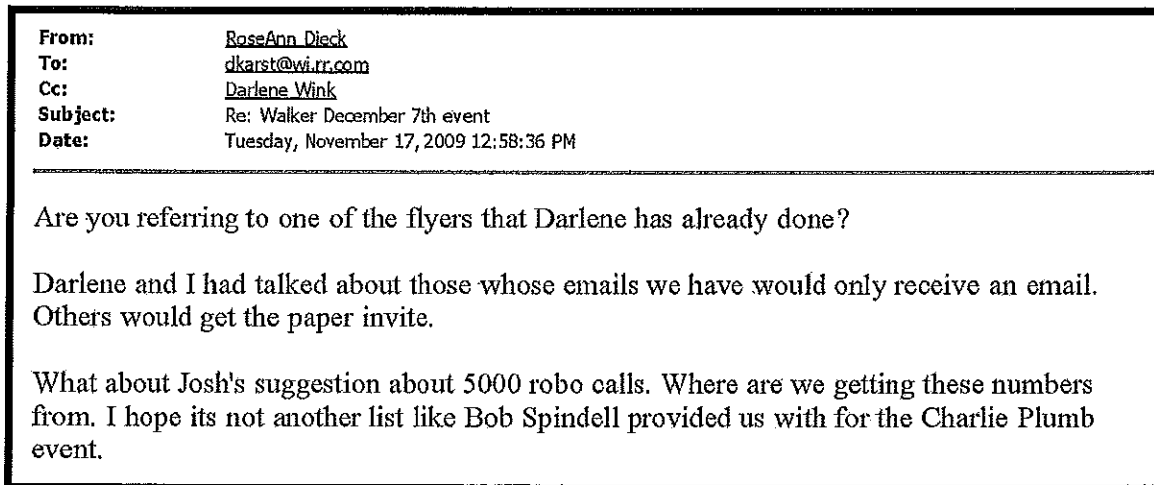 From: RoseAnn Dieck
To: dkarst@wi.rr.com
Cc: Darlene Wink
Subject: Re: Walker December 7th event
Date: Tuesday, November 17, 2009 12:58:36 PM
Are you referring to one of the flyers that Darlene has already done?
Darlene and I had talked about those whose emails we have would only receive an email.
Others would get the paper invite.
What about Josh's suggestion about 5000 robo calls. Where are we getting these numbers
from. I hope its not another list like Bob Spindell provided us with for the Charlie Plumb
event.